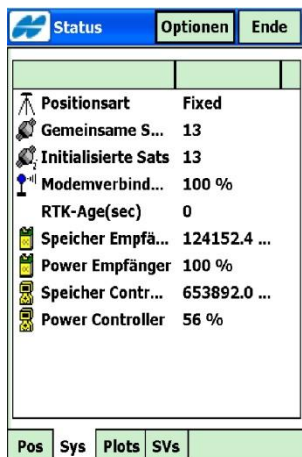 Status Optionen Ende
Positionsart Fixed
Gemeinsame S... 13
Initialisierte Sats 13
Modemverbind... 100 %
RTK-Age(sec) 0
Speicher Empfä... 124152.4 ...
Power Empfänger 100 %
Speicher Contr... 653892.0 ...
Power Controller 56 %
Pos Sys Plots SVs